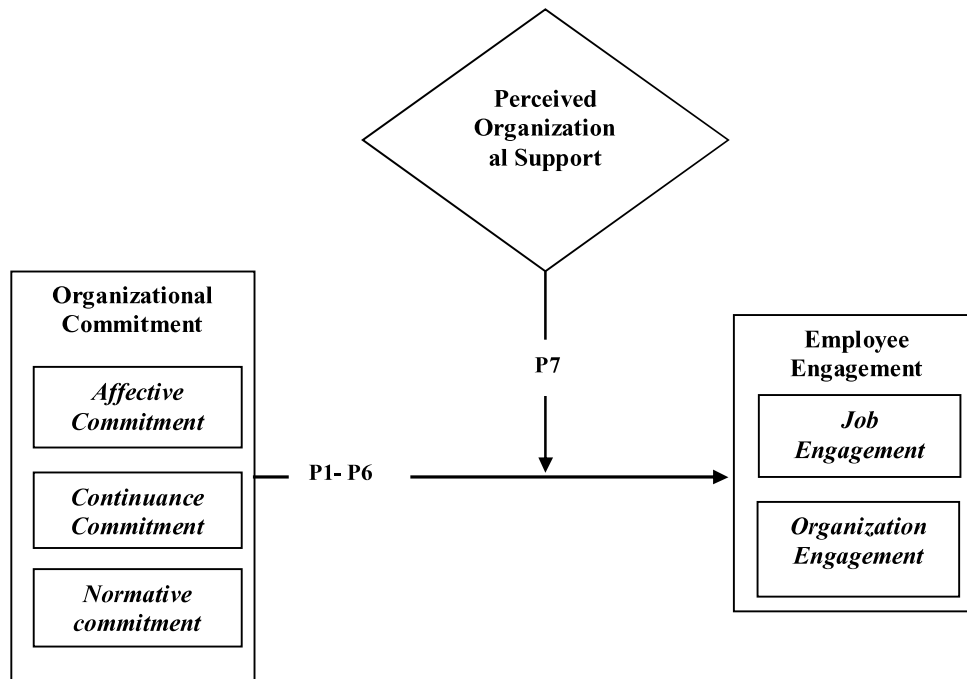 Perceived
Organization
al Support
Organizational
Commitment
Affective
Commitment
Continuance
Commitment
Normative
commitment
P7
P1- P6
Employee
Engagement
Job
Engagement
Organization
Engagement